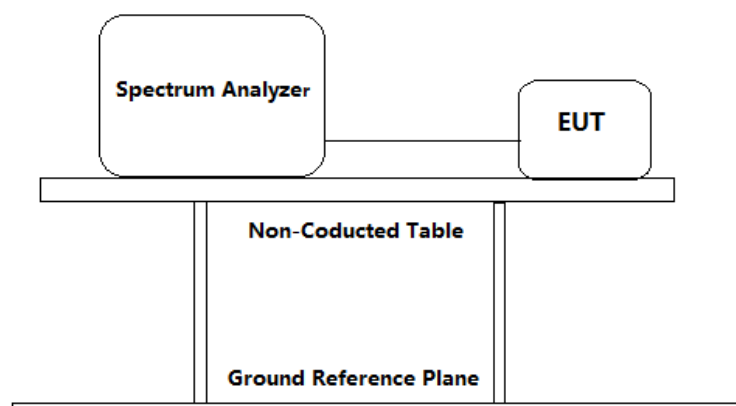 Spectrum Analyzer
EUT
Non-Coducted Table
Ground Reference Plane